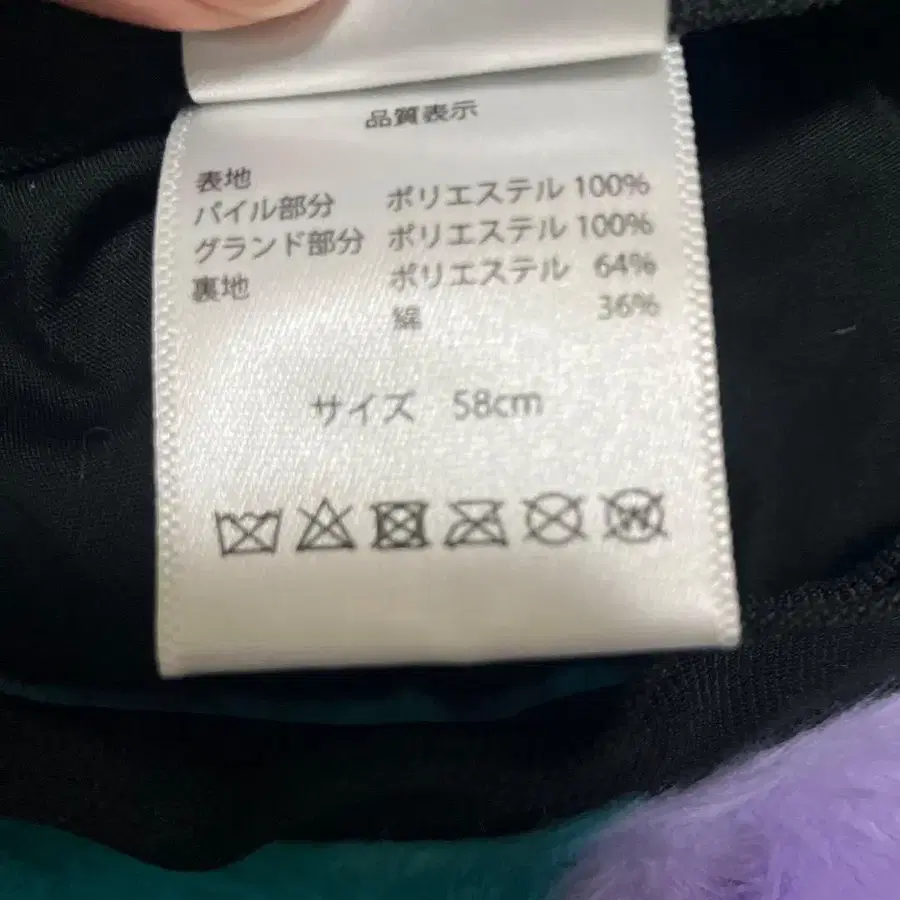 品質表示
表地
パイル部分 ポリエステル 100%
グランド部分 ポリエステル 100%
裏地 ポリエステル 64%
綿 36%
サイズ 58cm